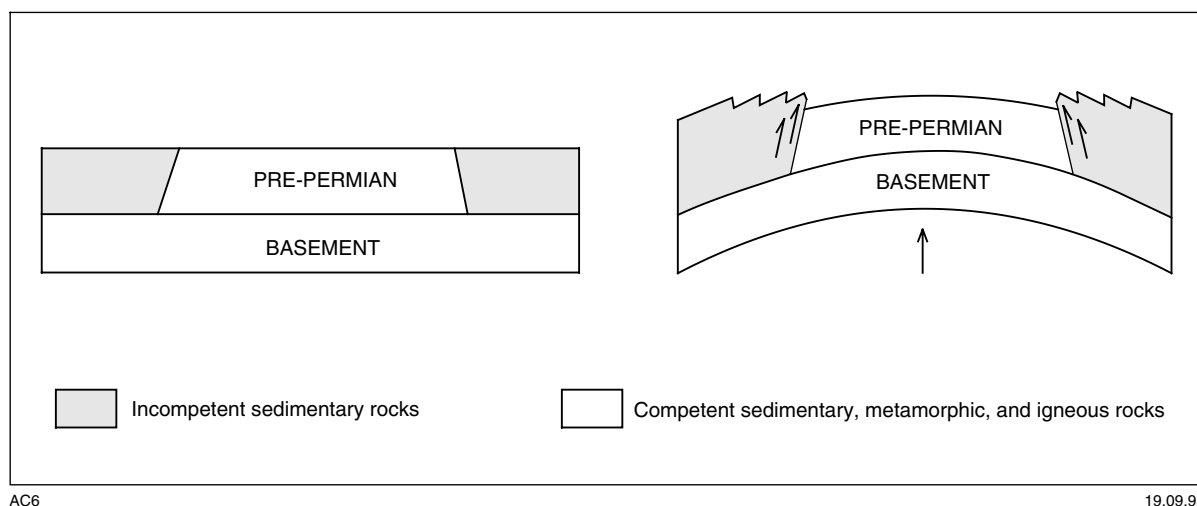 PRE-PERMIAN
BASEMENT
PRE-PERMIAN
BASEMENT
Incompetent sedimentary rocks
Competent sedimentary, metamorphic, and igneous rocks
AC6
19.09.9